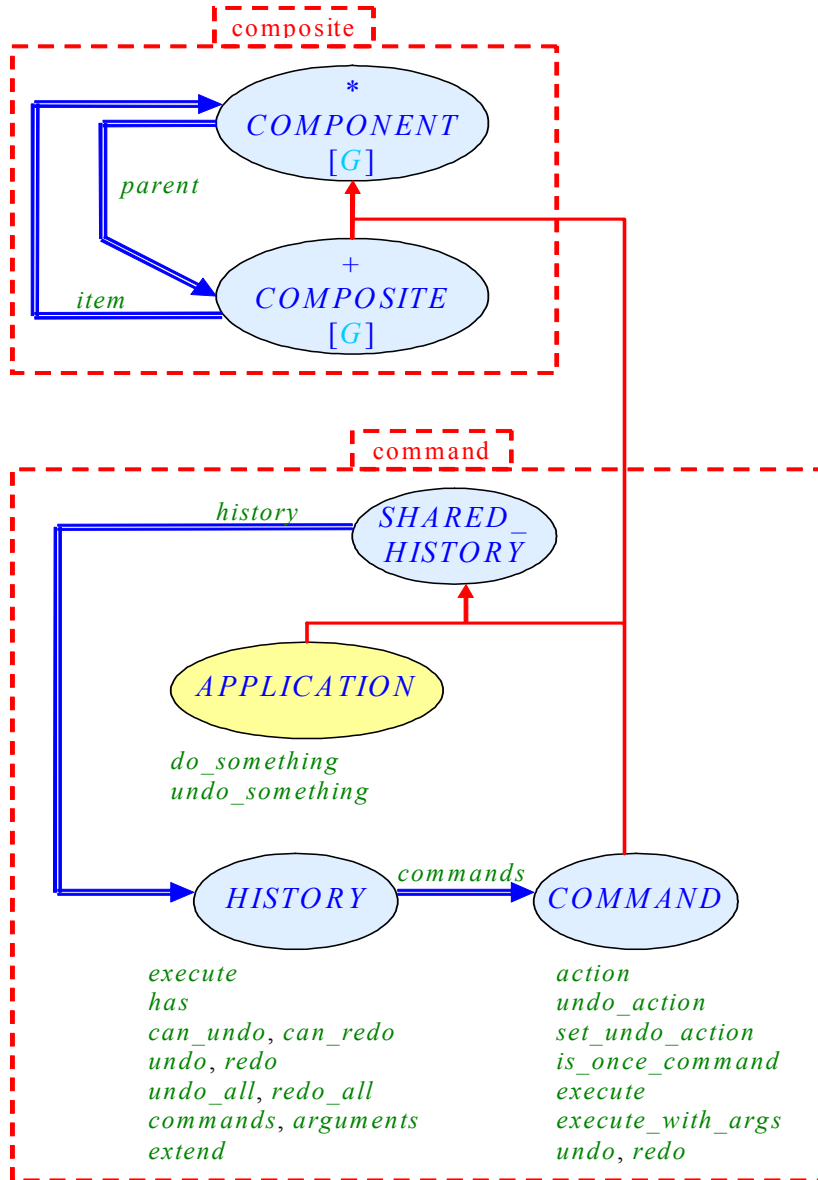 composite
*
COMPONENT
[G]
parent
+
COMPOSITE
[G]
item
command
history
SHARED_
HISTORY
APPLICATION
do_something
undo_something
HISTORY
commands
COMMAND
execute
has
can_undo, can_redo
undo, redo
undo_all, redo_all
commands, arguments
extend
action
undo_action
set_undo_action
is_once_command
execute
execute_with_args
undo, redo